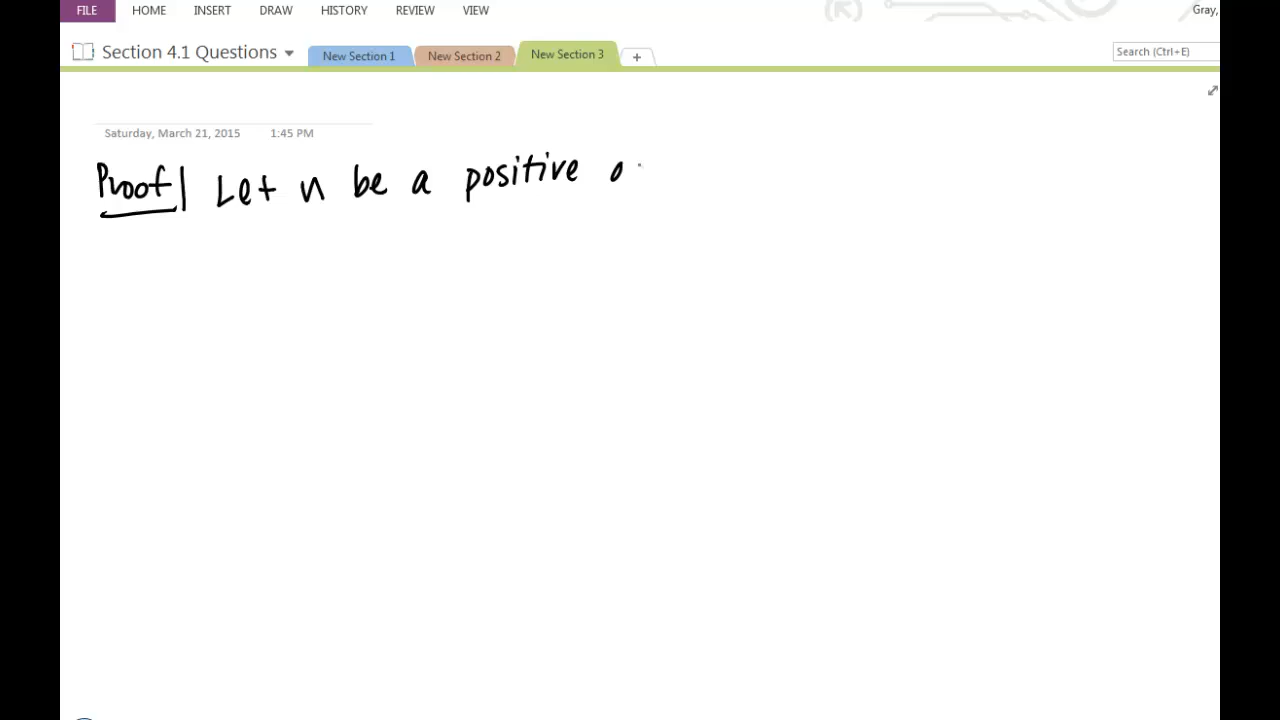 FILE HOME INSERT DRAW HISTORY REVIEW VIEW Gray,
Section 4.1 Questions New Section 1 New Section 2 New Section 3 + Search (Ctrl+E)
Saturday, March 21, 2015 1:45 PM
Proof| Let n be a positive o